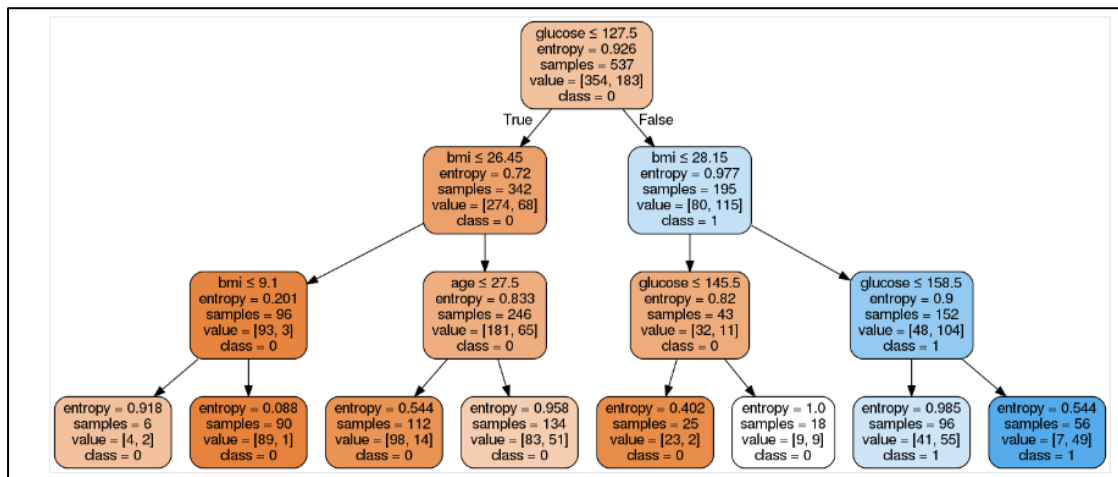 glucose ≤ 127.5
entropy = 0.926
samples = 537
value = [354, 183]
class = 0
True
False
bmi ≤ 26.45
entropy = 0.72
samples = 342
value = [274, 68]
class = 0
bmi ≤ 28.15
entropy = 0.977
samples = 195
value = [80, 115]
class = 1
bmi ≤ 9.1
entropy = 0.201
samples = 96
value = [93, 3]
class = 0
age ≤ 27.5
entropy = 0.833
samples = 246
value = [181, 65]
class = 0
glucose ≤ 145.5
entropy = 0.82
samples = 43
value = [32, 11]
class = 0
glucose ≤ 158.5
entropy = 0.9
samples = 152
value = [48, 104]
class = 1
entropy = 0.918
samples = 6
value = [4, 2]
class = 0
entropy = 0.088
samples = 90
value = [89, 1]
class = 0
entropy = 0.544
samples = 112
value = [98, 14]
class = 0
entropy = 0.958
samples = 134
value = [83, 51]
class = 0
entropy = 0.402
samples = 25
value = [23, 2]
class = 0
entropy = 1.0
samples = 18
value = [9, 9]
class = 0
entropy = 0.985
samples = 96
value = [41, 55]
class = 1
entropy = 0.544
samples = 56
value = [7, 49]
class = 1